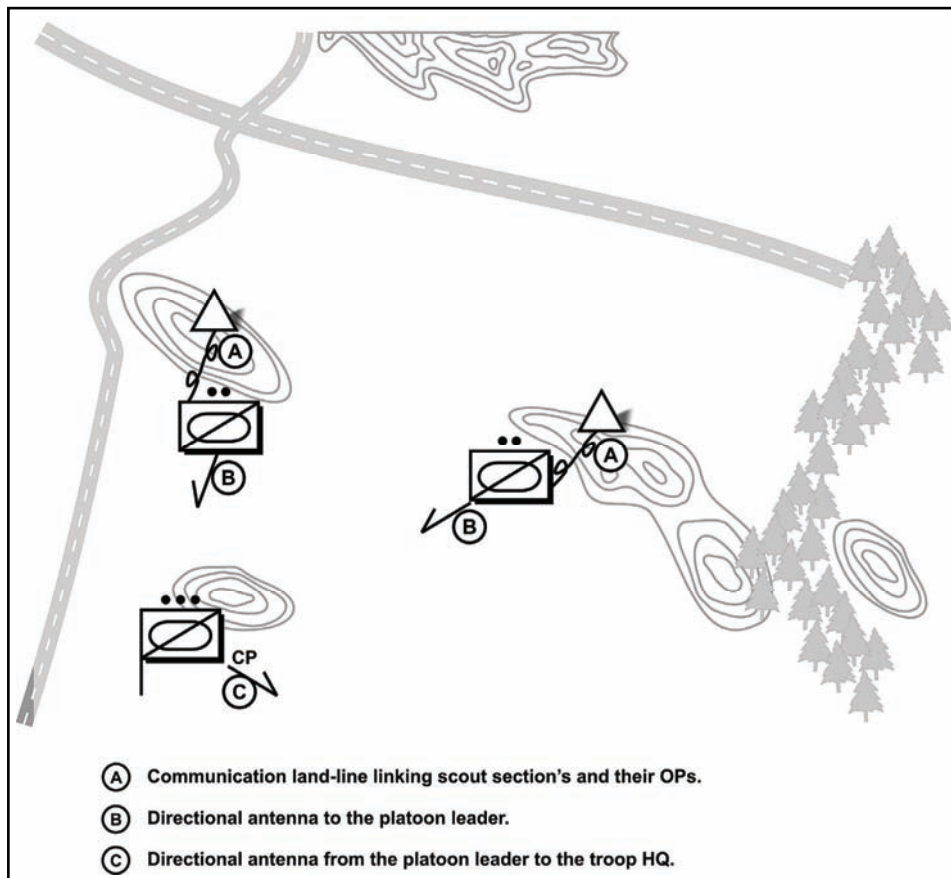 A
A
B
B
CP
C
A Communication land-line linking scout section's and their OPs.
B Directional antenna to the platoon leader.
C Directional antenna from the platoon leader to the troop HQ.